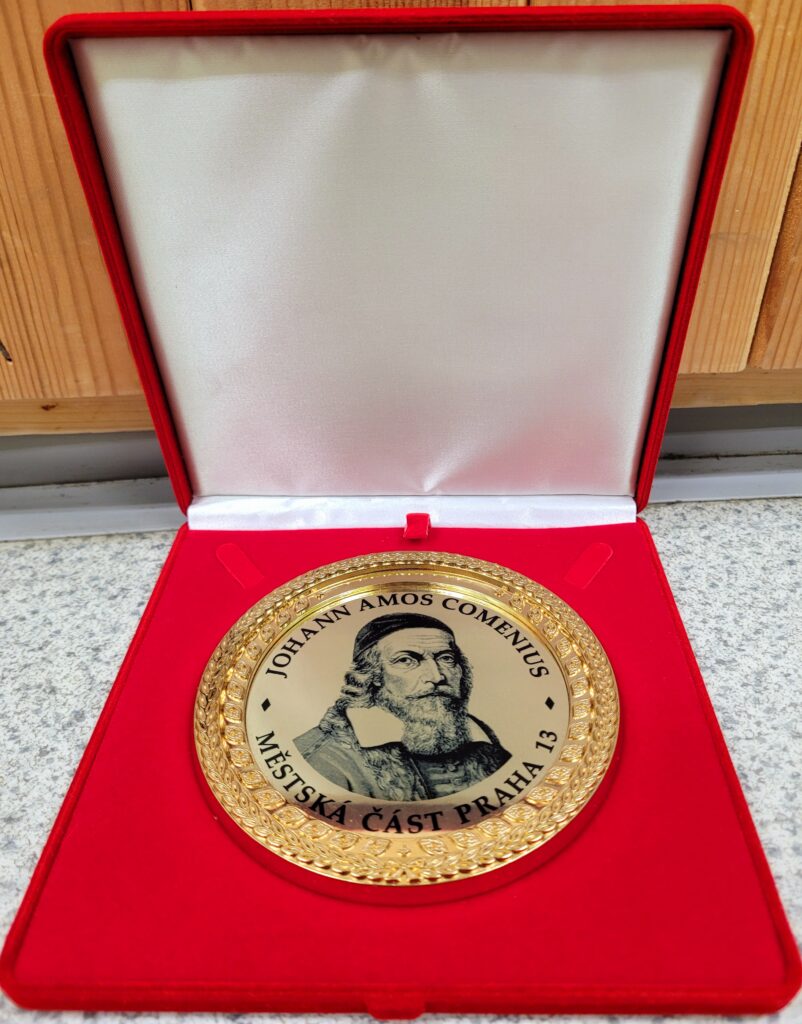 JOHANN AMOS COMENIUS
MĚSTSKÁ ČÁST PRAHA 13